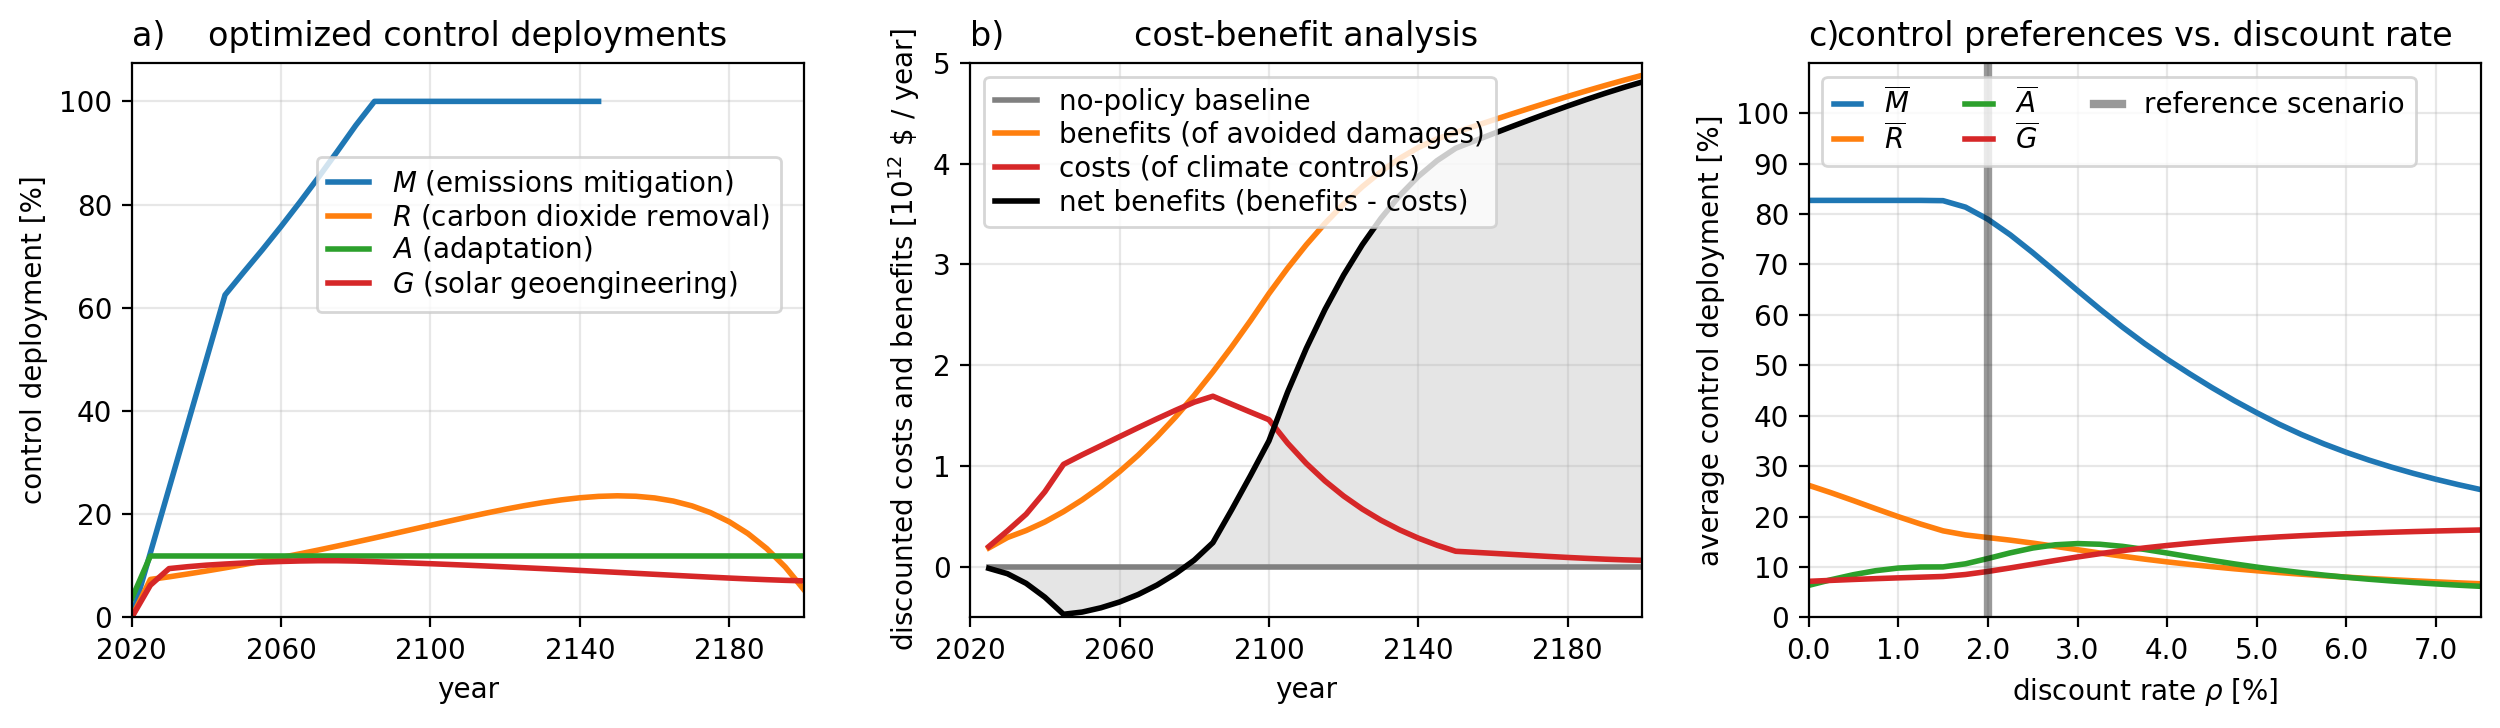 a)
optimized control deployments
control deployment [%]
100
80
60
40
20
0
M (emissions mitigation)
R (carbon dioxide removal)
A (adaptation)
G (solar geoengineering)
2020 2060 2100 2140 2180
year
b)
cost-benefit analysis
discounted costs and benefits [10¹² $ / year]
5
4
3
2
1
0
no-policy baseline
benefits (of avoided damages)
costs (of climate controls)
net benefits (benefits - costs)
2020 2060 2100 2140 2180
year
c)
control preferences vs. discount rate
average control deployment [%]
100
90
80
70
60
50
40
30
20
10
0
M̅ A̅ reference scenario
R̅ G̅
0.0 1.0 2.0 3.0 4.0 5.0 6.0 7.0
discount rate ρ [%]